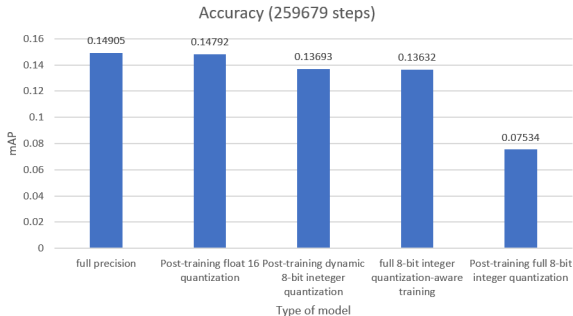 Accuracy (259679 steps)
0.16
0.14
0.12
0.1
0.08
0.06
0.04
0.02
0
mAP
0.14905
0.14792
0.13693
0.13632
0.07534
full precision
Post-training float 16
quantization
Post-training dynamic
8-bit ineteger
quantization
full 8-bit integer
quantization-aware
training
Post-training full 8-bit
integer quantization
Type of model